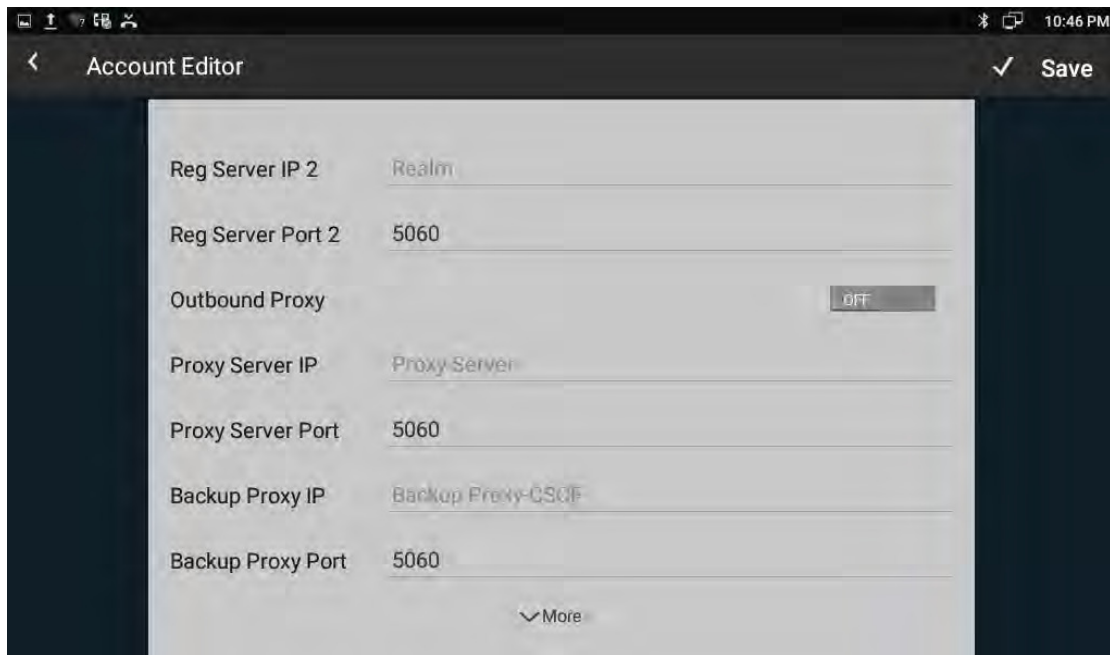 10:46 PM
Account Editor
Save
Reg Server IP 2 Realm
Reg Server Port 2 5060
Outbound Proxy OFF
Proxy Server IP Proxy Server
Proxy Server Port 5060
Backup Proxy IP Backup Proxy-CSCF
Backup Proxy Port 5060
More